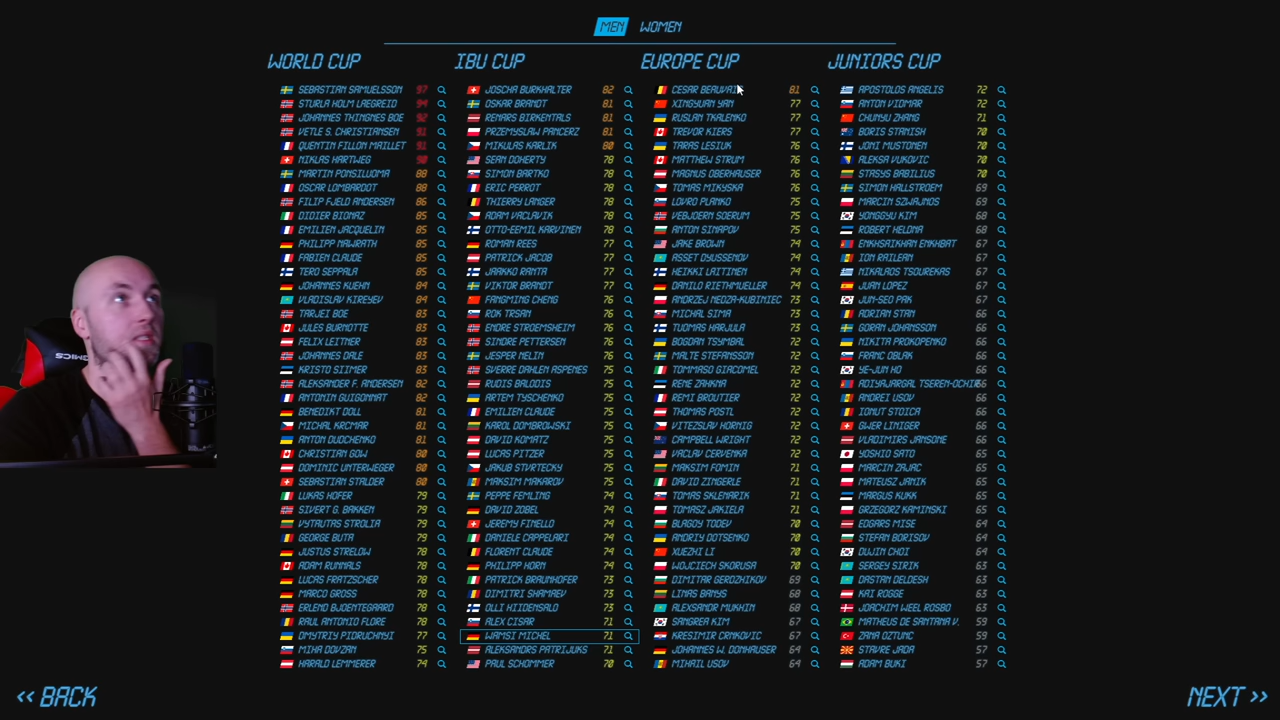 MEN WOMEN
WORLD CUP
SEBASTIAN SAMUELSSON 97
STURLA HOLM LAEGREID 94
JOHANNES THINGNES BOE 92
VETLE S. CHRISTIANSEN 91
QUENTIN FILLON MAILLET 91
NIKLAS HARTWEG 90
MARTIN PONSILUOMA 88
OSCAR LOMBARDOT 88
FILIP FJELD ANDERSEN 86
DIDIER BIONAZ 85
EMILIEN JACQUELIN 85
PHILIPP NAWRATH 85
FABIEN CLAUDE 85
TERO SEPPALA 85
JOHANNES KUEHN 84
VLADISLAV KIREYEV 84
TARJEI BOE 83
JULES BURNOTTE 83
FELIX LEITNER 83
JOHANNES DALE 83
KRISTO SIIMER 83
ALEKSANDER F. ANDERSEN 82
ANTONIN GUIGONNAT 82
BENEDIKT DOLL 81
MICHAL KRCMAR 81
ANTON DUDCHENKO 81
CHRISTIAN GOW 80
DOMINIC UNTERWEGER 80
SEBASTIAN STALDER 80
LUKAS HOFER 79
SIVERT G. BAKKEN 79
VYTAUTAS STROLIA 79
GEORGE BUTA 79
JUSTUS STRELOW 78
ADAM RUNNALS 78
LUCAS FRATZSCHER 78
MARCO GROSS 78
ERLEND BJOENTEGAARD 78
RAUL ANTONIO FLORE 78
DMYTRIY PIDRUCHNYI 77
MIHA DOVZAN 75
HARALD LEMMERER 74
IBU CUP
JOSCHA BURKHALTER 82
OSKAR BRANDT 81
RENARS BIRKENTALS 81
PRZEMYSLAW PANCERZ 81
MIKULAS KARLIK 80
SEAN DOHERTY 78
SIMON BARTKO 78
ERIC PERROT 78
THIERRY LANGER 78
ADAM VACLAVIK 78
OTTO-EEMIL KARVINEN 78
ROMAN REES 77
PATRICK JACOB 77
JAAKKO RANTA 77
VIKTOR BRANDT 77
FANGMING CHENG 76
ROK TRSAN 76
ENDRE STROEMSHEIM 76
SINDRE PETTERSEN 76
JESPER NELIN 76
SVERRE DAHLEN ASPENES 75
RUDIS BALODIS 75
ARTEM TYSCHENKO 75
EMILIEN CLAUDE 75
KAROL DOMBROWSKI 75
DAVID KOMATZ 75
LUCAS PITZER 75
JAKUB STVRTECKY 75
MAKSIM MAKAROV 75
PEPPE FEMLING 74
DAVID ZOBEL 74
JEREMY FINELLO 74
DANIELE CAPPELARI 74
FLORENT CLAUDE 74
PHILIPP HORN 74
PATRICK BRAUNHOFER 73
DIMITRI SHAMAEV 73
OLLI HIIDENSALO 73
ALEX CISAR 71
WAMSI MICHEL 71
ALEKSANDRS PATRIJUKS 71
PAUL SCHOMMER 70
EUROPE CUP
CESAR BEAUVAI 81
XINGYUAN YAN 77
RUSLAN TKALENKO 77
TREVOR KIERS 77
TARAS LESIUK 76
MATTHEW STRUM 76
MAGNUS OBERHAUSER 76
TOMAS MIKYSKA 76
LOVRO PLANKO 75
VEBJOERN SOERUM 75
ANTON SINAPOV 75
JAKE BROWN 74
ASSET DYUSSENOV 74
HEIKKI LAITINEN 74
DANILO RIETHMUELLER 74
ANDRZEJ NEDZA-KUBINIEC 73
MICHAL SIMA 73
TUOMAS HARJULA 73
BOGDAN TSYMBAL 72
MALTE STEFANSSON 72
TOMMASO GIACOMEL 72
RENE ZAHKNA 72
REMI BROUTIER 72
THOMAS POSTL 72
VITEZSLAV HORNIG 72
CAMPBELL WRIGHT 72
VACLAV CERVENKA 72
MAKSIM FOMIN 71
DAVID ZINGERLE 71
TOMAS SKLENARIK 71
TOMASZ JAKIELA 71
BLAGOY TODEV 70
ANDRIY DOTSENKO 70
XUEZHI LI 70
WOJCIECH SKORUSA 70
DIMITAR GERDZHIKOV 69
LINAS BANYS 68
ALEXSANDR MUKHIN 68
SANGREA KIM 67
KRESIMIR CRNKOVIC 67
JOHANNES W. DONHAUSER 64
MIHAIL USOV 64
JUNIORS CUP
APOSTOLOS ANGELIS 72
ANTON VIDMAR 72
CHUNYU ZHANG 71
BORIS STANISH 70
JONI MUSTONEN 70
ALEKSA VUKOVIC 70
STASYS BABILIUS 70
SIMON HALLSTROEM 69
MARCIN SZWAJNOS 69
YONGGYU KIM 68
ROBERT HELDNA 68
ENKHSAIKHAN ENKHBAT 67
ION RAILEAN 67
NIKOLAOS TSOUREKAS 67
JUAN LOPEZ 67
JUN-SEO PAK 67
ADRIAN STAN 66
GORAN JOHANSSON 66
NIKITA PROKOPENKO 66
FRANC OBLAK 66
YE-JUN KO 66
ADIYAJARGAL TSEREN-OCHIR 66
ANDREI USOV 66
IONUT STOICA 66
GWER LINIGER 66
VLADIMIRS JANSONE 66
YOSHIO SATO 65
MARCIN ZAJAC 65
MATEUSZ JANIK 65
MARGUS KUKK 65
GRZEGORZ KAMINSKI 65
EDGARS MISE 64
STEFAN BORISOV 64
DUJIN CHOI 64
SERGEY SIRIK 63
DASTAN DELDESH 63
KAI ROGGE 63
JOACHIM WEEL ROSBO 63
MATHEUS DE SANTANA V. 59
ZANA OZTUNC 59
STAVRE JADA 57
ADAM BUKI 57
<< BACK
NEXT >>